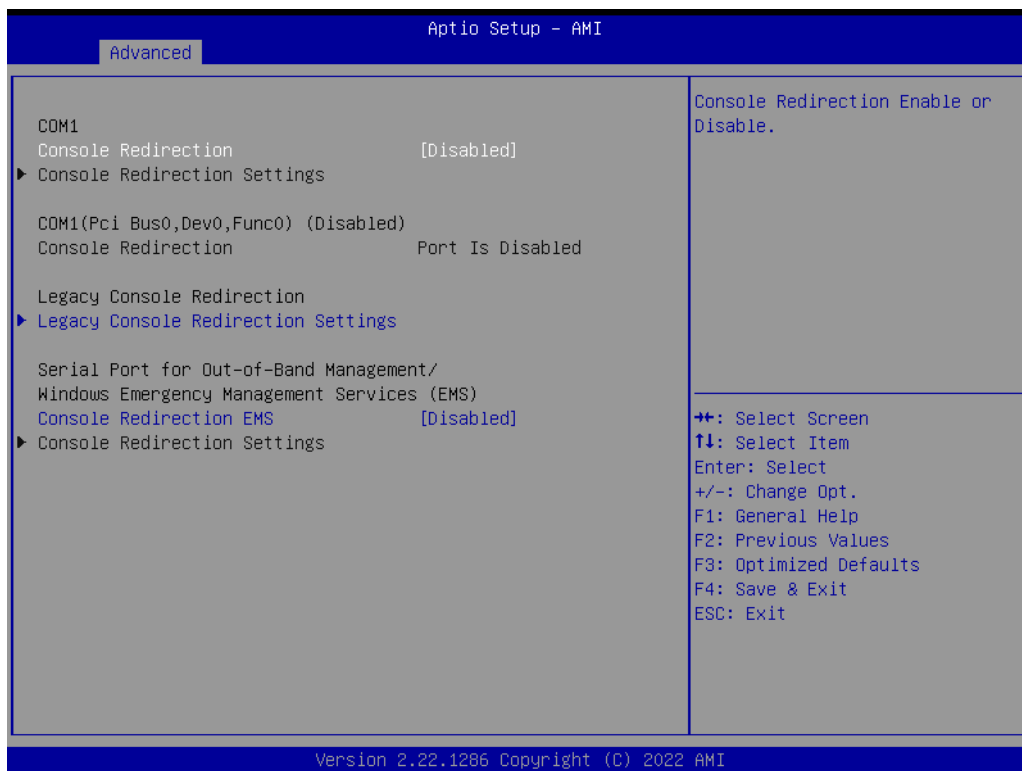 Aptio Setup – AMI
Advanced
COM1
Console Redirection [Disabled]
Console Redirection Settings
COM1(Pci Bus0,Dev0,Func0) (Disabled)
Console Redirection Port Is Disabled
Legacy Console Redirection
Legacy Console Redirection Settings
Serial Port for Out-of-Band Management/
Windows Emergency Management Services (EMS)
Console Redirection EMS [Disabled]
Console Redirection Settings
Console Redirection Enable or
Disable.
→←: Select Screen
↑↓: Select Item
Enter: Select
+/-: Change Opt.
F1: General Help
F2: Previous Values
F3: Optimized Defaults
F4: Save & Exit
ESC: Exit
Version 2.22.1286 Copyright (C) 2022 AMI